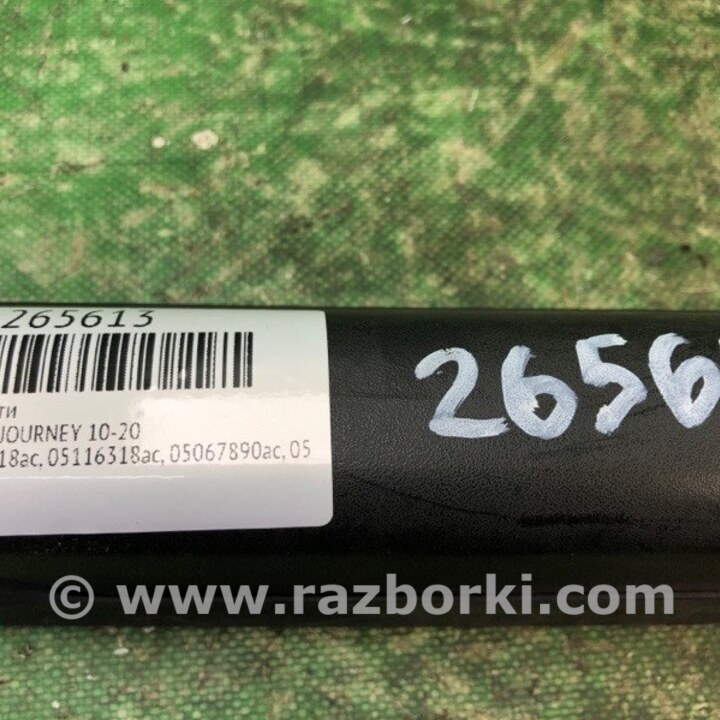 265613
ти
JOURNEY 10-20
18ac, 05116318ac, 05067890ac, 05
2656
© www.razborki.com